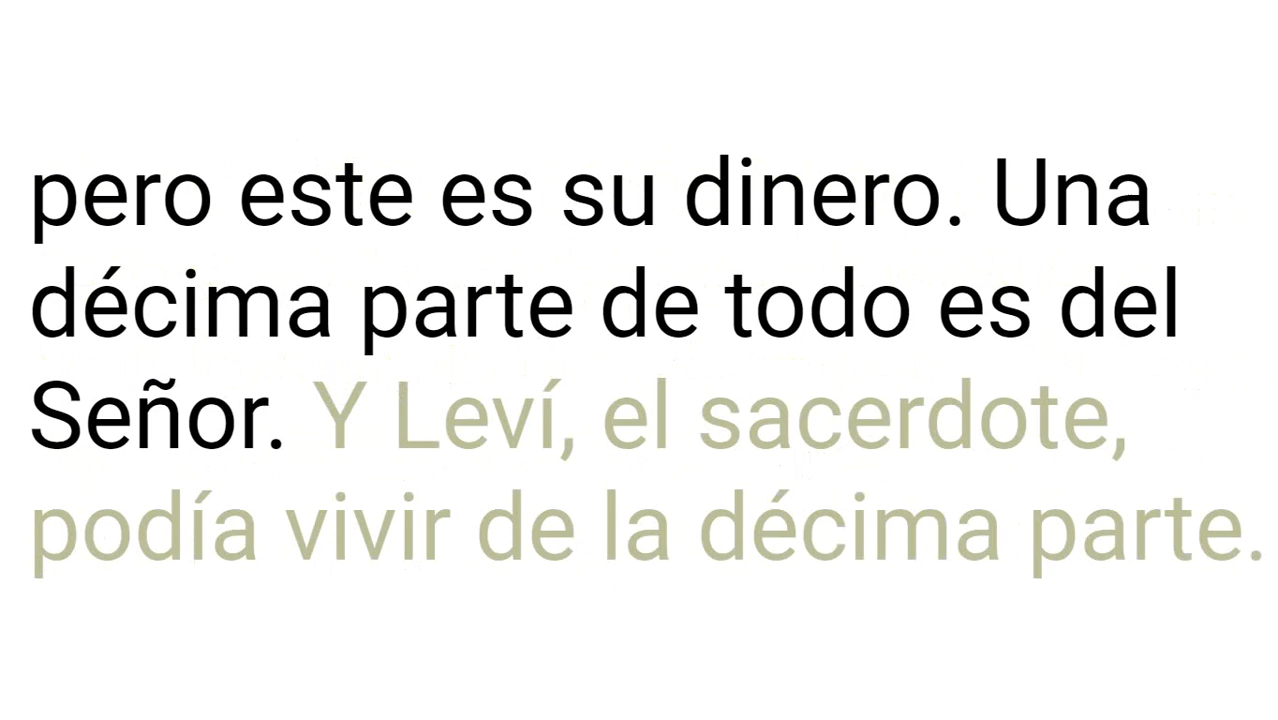 pero este es su dinero. Una
décima parte de todo es del
Señor. Y Leví, el sacerdote,
podía vivir de la décima parte.